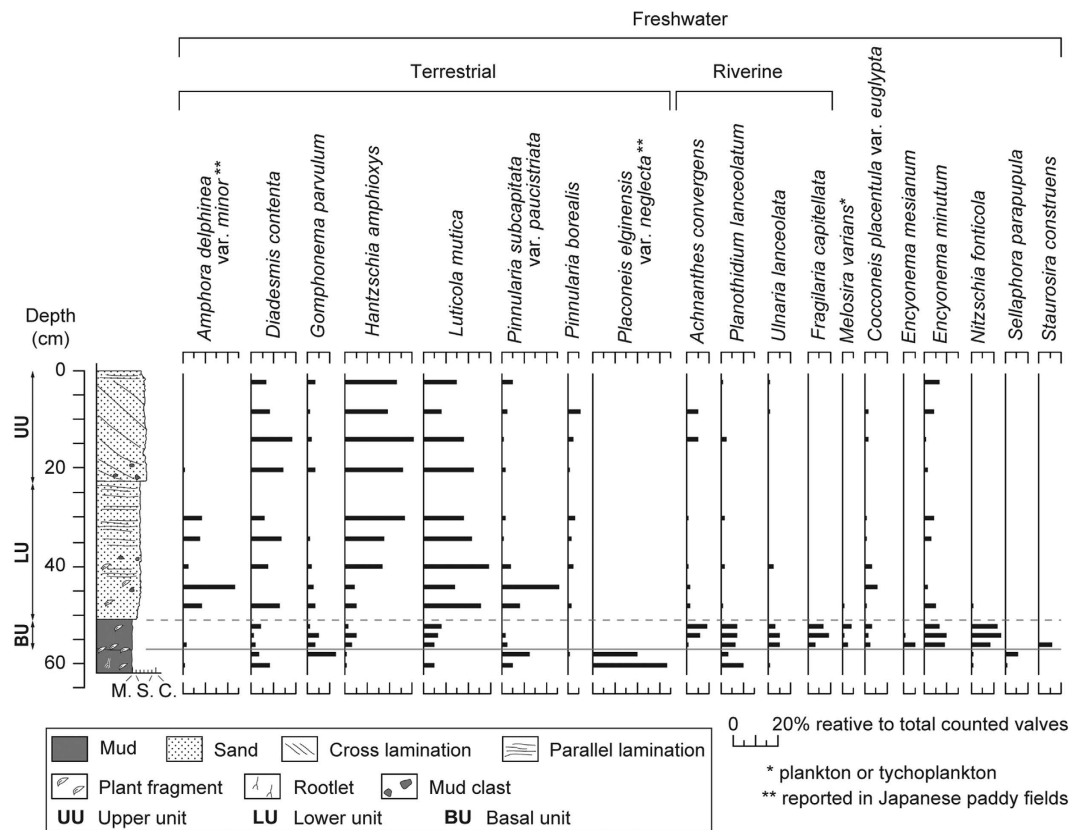 Freshwater
Terrestrial
Riverine
Amphora delphinea
var. minor**
Diadesmis contenta
Gomphonema parvulum
Hantzschia amphioxys
Luticola mutica
Pinnularia subcapitata
var. paucistriata
Pinnularia borealis
Placoneis elginensis
var. neglecta**
Achnanthes convergens
Planothidium lanceolatum
Ulnaria lanceolata
Fragilaria capitellata
Melosira varians*
Cocconeis placentula var. euglypta
Encyonema mesianum
Encyonema minutum
Nitzschia fonticola
Sellaphora parapupula
Staurosira construens
Depth
(cm)
0
20
40
60
UU
LU
BU
M. S. C.
0 20% reative to total counted valves
* plankton or tychoplankton
** reported in Japanese paddy fields
Mud Sand Cross lamination Parallel lamination
Plant fragment Rootlet Mud clast
UU Upper unit LU Lower unit BU Basal unit